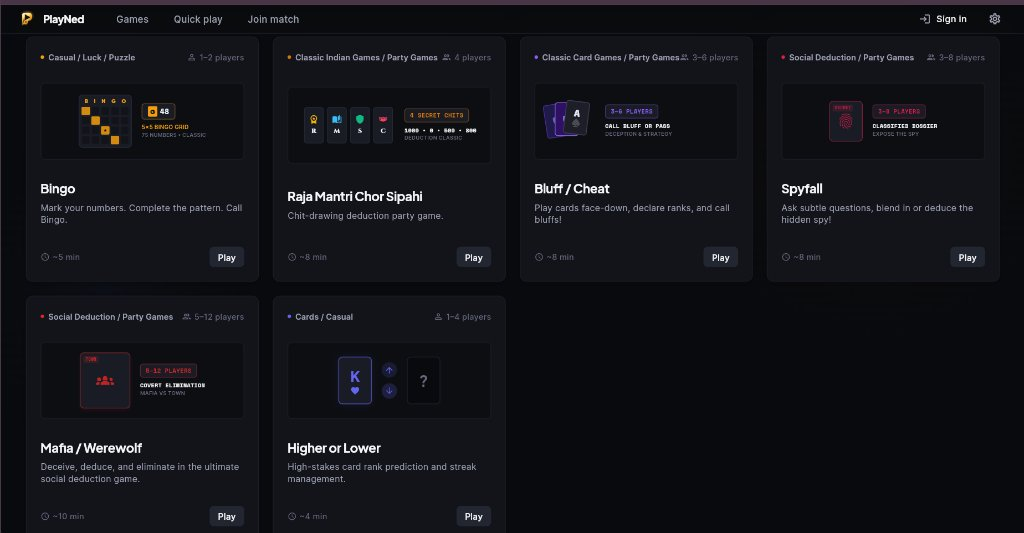 PlayNed
Games
Quick play
Join match
Sign in
Casual / Luck / Puzzle
1–2 players
B I N G O
48
5×5 BINGO GRID
75 NUMBERS • CLASSIC
Bingo
Mark your numbers. Complete the pattern. Call
Bingo.
~5 min
Play
Classic Indian Games / Party Games
4 players
R
M
S
C
4 SECRET CHITS
1000 • 0 • 500 • 800
DEDUCTION CLASSIC
Raja Mantri Chor Sipahi
Chit-drawing deduction party game.
~8 min
Play
Classic Card Games / Party Games
3–6 players
A
3–6 PLAYERS
CALL BLUFF OR PASS
DECEPTION & STRATEGY
Bluff / Cheat
Play cards face-down, declare ranks, and call
bluffs!
~8 min
Play
Social Deduction / Party Games
3–8 players
SECRET
3–8 PLAYERS
CLASSIFIED DOSSIER
EXPOSE THE SPY
Spyfall
Ask subtle questions, blend in or deduce the
hidden spy!
~8 min
Play
Social Deduction / Party Games
5–12 players
TOWN
5–12 PLAYERS
COVERT ELIMINATION
MAFIA VS TOWN
Mafia / Werewolf
Deceive, deduce, and eliminate in the ultimate
social deduction game.
~10 min
Play
Cards / Casual
1–4 players
K
?
Higher or Lower
High-stakes card rank prediction and streak
management.
~4 min
Play